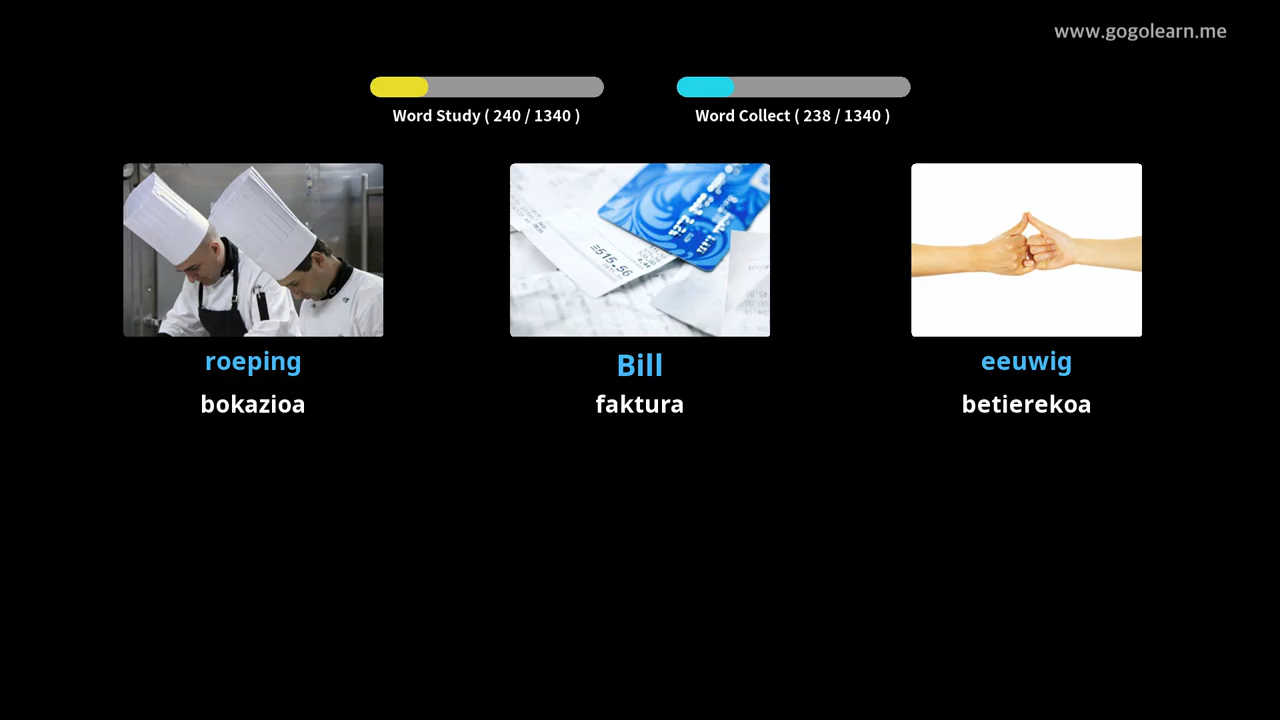 www.gogolearn.me
Word Study ( 240 / 1340 )
Word Collect ( 238 / 1340 )
roeping
Bill
eeuwig
bokazioa
faktura
betierekoa